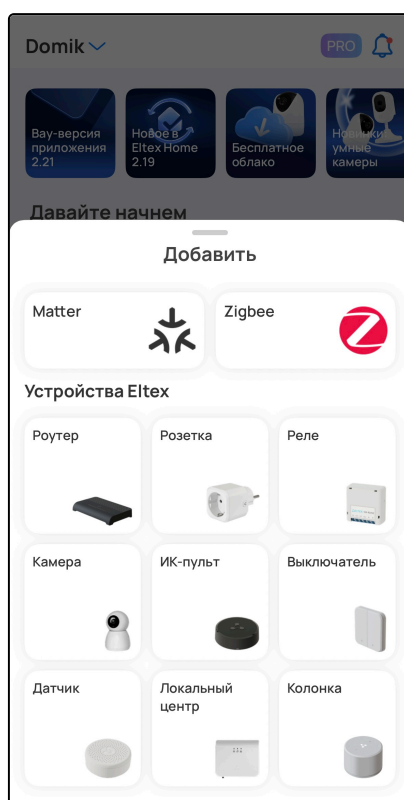 Domik
PRO
Вау-версия
приложения
2.21
Новое в
Eltex Home
2.19
Бесплатное
облако
Новинки
умные
камеры
Давайте начнем
Добавить
Matter
Zigbee
Устройства Eltex
Роутер
Розетка
Реле
Камера
ИК-пульт
Выключатель
Датчик
Локальный
центр
Колонка